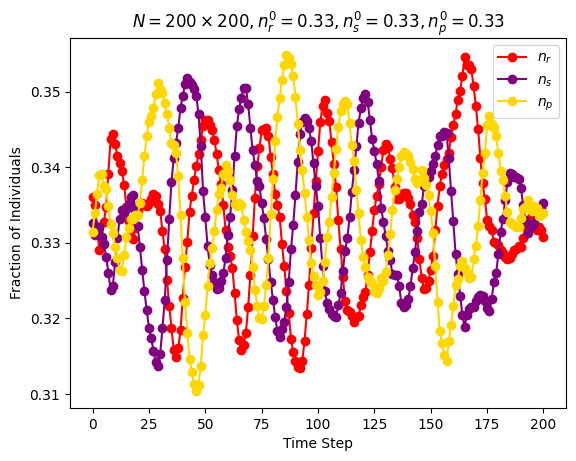 N = 200 × 200, n_r^0 = 0.33, n_s^0 = 0.33, n_p^0 = 0.33
n_r
n_s
n_p
Fraction of Individuals
0.35
0.34
0.33
0.32
0.31
0 25 50 75 100 125 150 175 200
Time Step